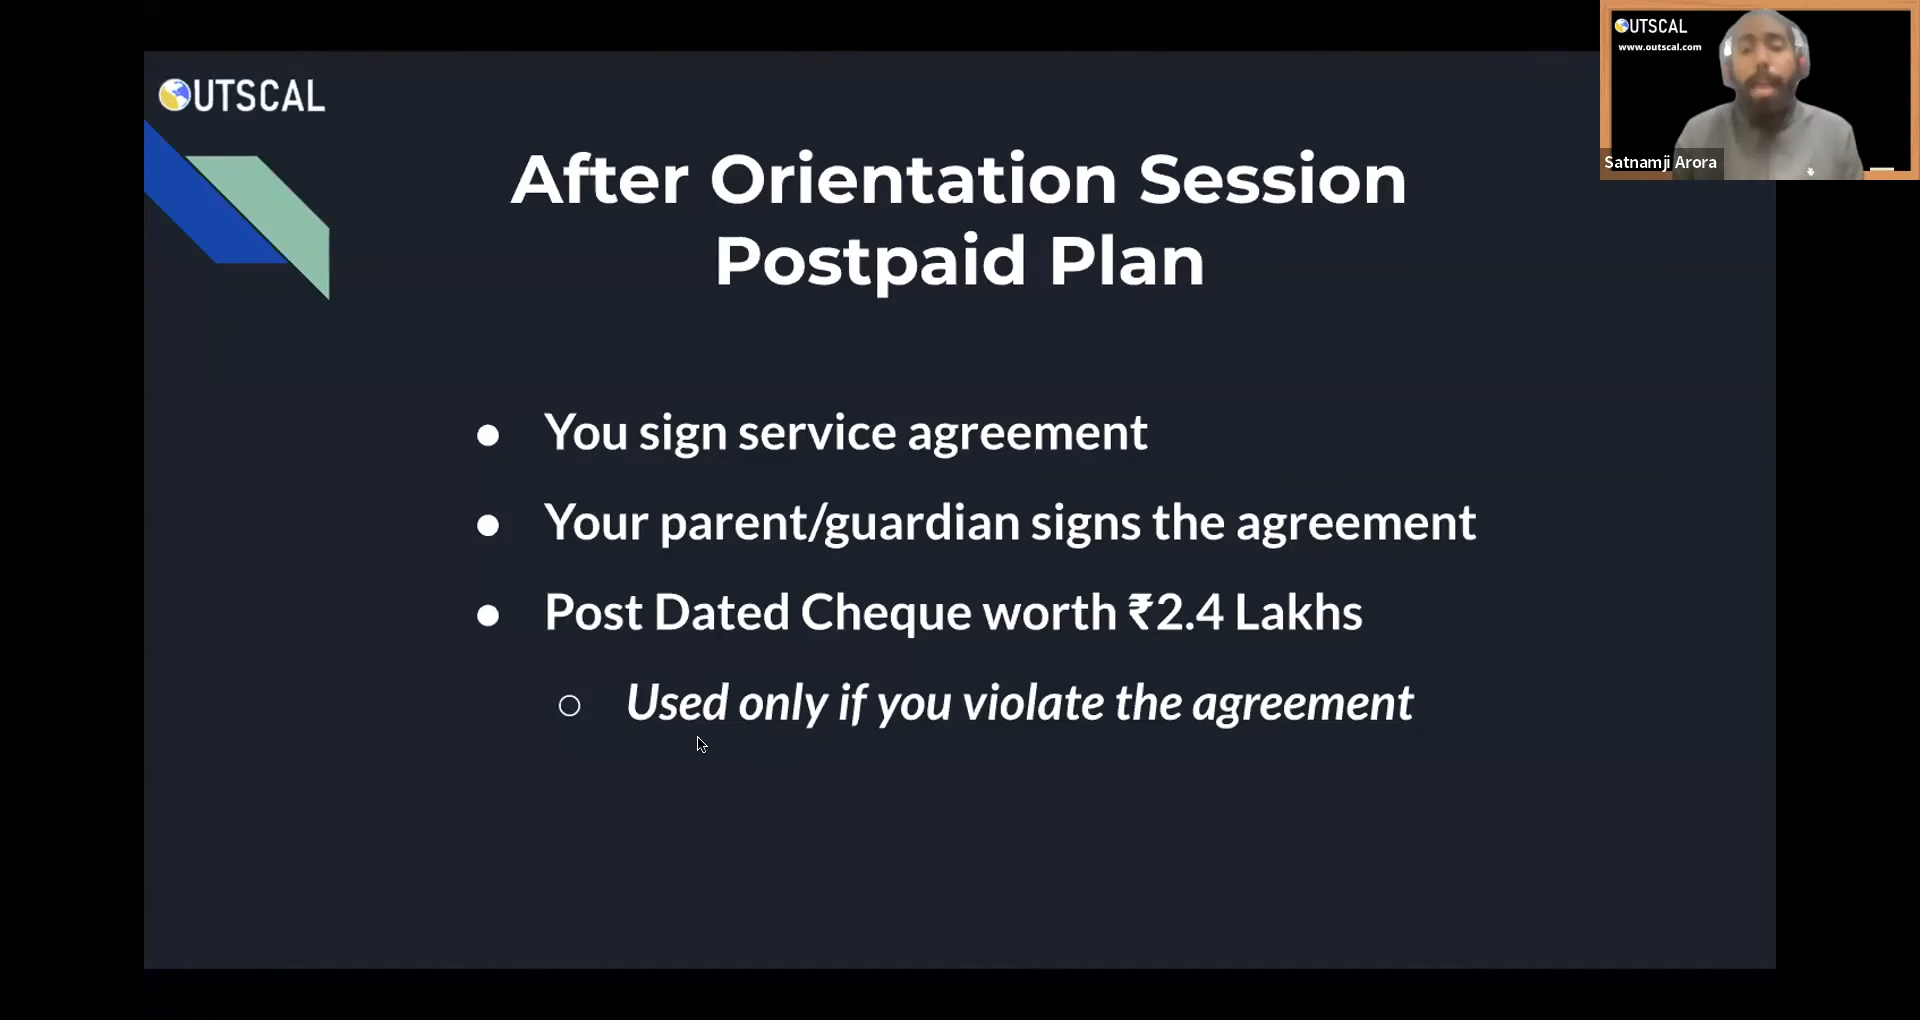 OUTSCAL
After Orientation Session
Postpaid Plan
● You sign service agreement
● Your parent/guardian signs the agreement
● Post Dated Cheque worth ₹2.4 Lakhs
○ Used only if you violate the agreement
OUTSCAL
www.outscal.com
Satnamji Arora